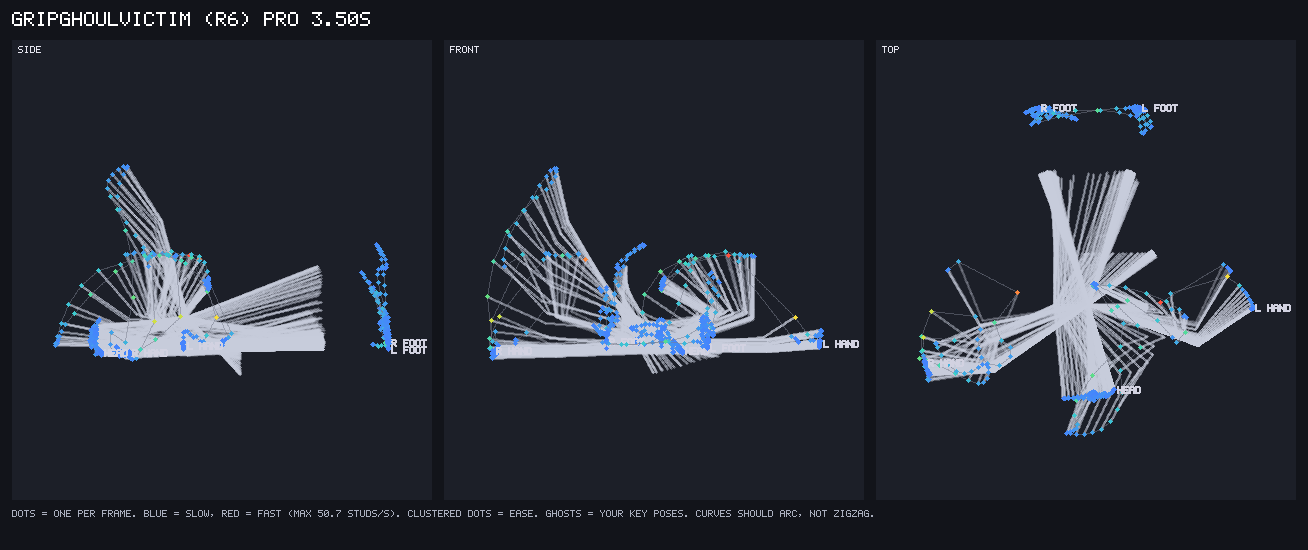 GRIPGHOULVICTIM (R6) PRO 3.50S
SIDE
FRONT
TOP
R FOOT
L FOOT
L HAND
R FOOT
L FOOT
L HAND
HEAD
DOTS = ONE PER FRAME. BLUE = SLOW, RED = FAST (MAX 50.7 STUDS/S). CLUSTERED DOTS = EASE. GHOSTS = YOUR KEY POSES. CURVES SHOULD ARC, NOT ZIGZAG.